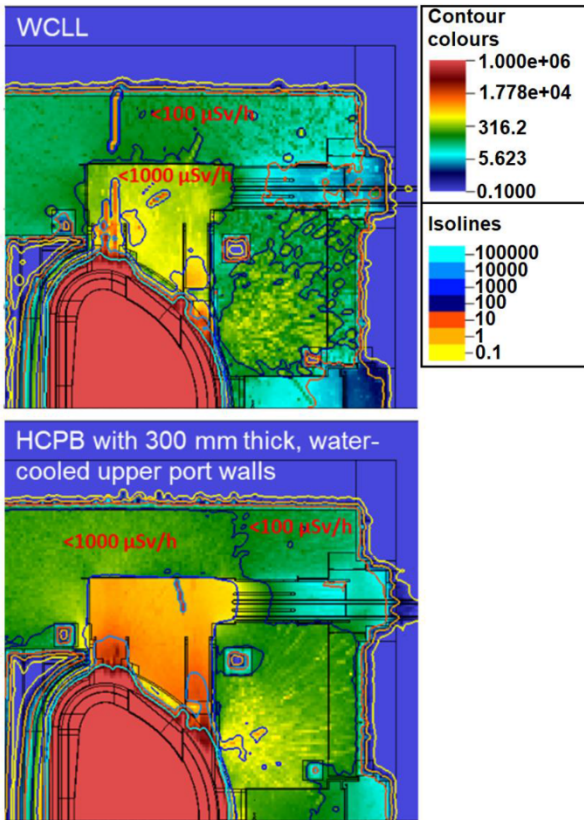 WCLL
<100 µSv/h
<1000 µSv/h
Contour
colours
1.000e+06
1.778e+04
316.2
5.623
0.1000
Isolines
100000
10000
1000
100
10
1
0.1
HCPB with 300 mm thick, water-
cooled upper port walls
<100 µSv/h
<1000 µSv/h